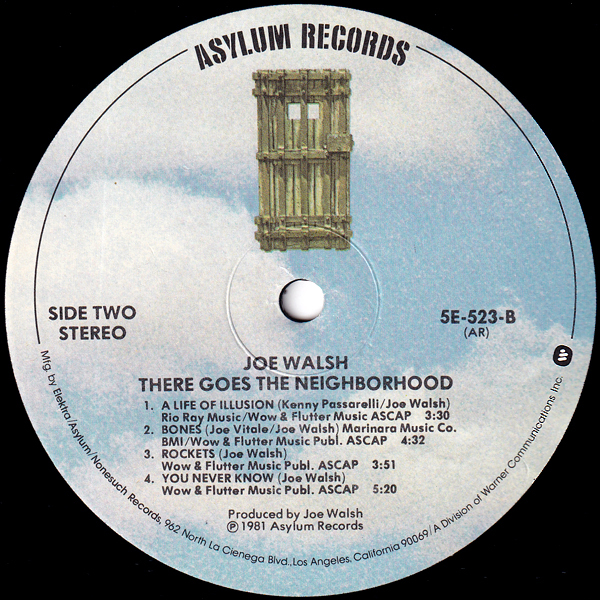 ASYLUM RECORDS
SIDE TWO
STEREO
5E-523-B
(AR)
JOE WALSH
THERE GOES THE NEIGHBORHOOD
1. A LIFE OF ILLUSION (Kenny Passarelli/Joe Walsh)
Rio Ray Music/Wow & Flutter Music ASCAP 3:30
2. BONES (Joe Vitale/Joe Walsh) Marinara Music Co.
BMI/Wow & Flutter Music Publ. ASCAP 4:32
3. ROCKETS (Joe Walsh)
Wow & Flutter Music Publ. ASCAP 3:51
4. YOU NEVER KNOW (Joe Walsh)
Wow & Flutter Music Publ. ASCAP 5:20
Produced by Joe Walsh
Ⓟ 1981 Asylum Records
Mfg. by Elektra/Asylum/Nonesuch Records, 962 North La Cienega Blvd., Los Angeles, California 90069/A Division of Warner Communications Inc.